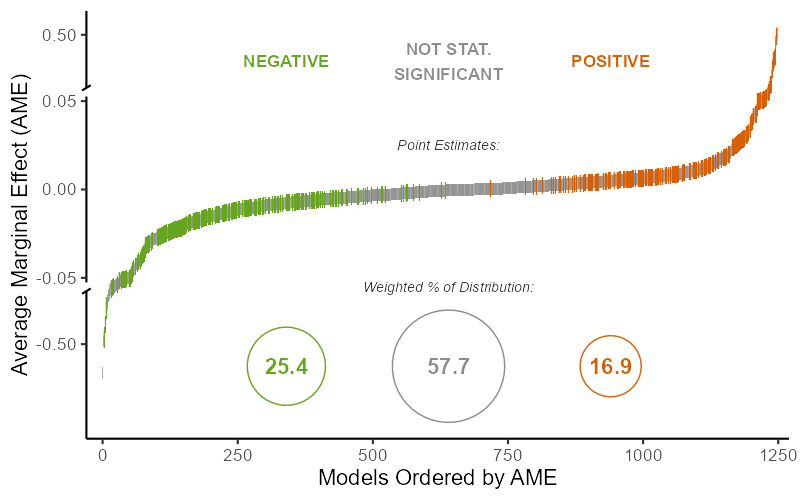 NEGATIVE
NOT STAT.
SIGNIFICANT
POSITIVE
Point Estimates:
Weighted % of Distribution:
25.4
57.7
16.9
Average Marginal Effect (AME)
0.50
0.05
0.00
-0.05
-0.50
0
250
500
750
1000
1250
Models Ordered by AME